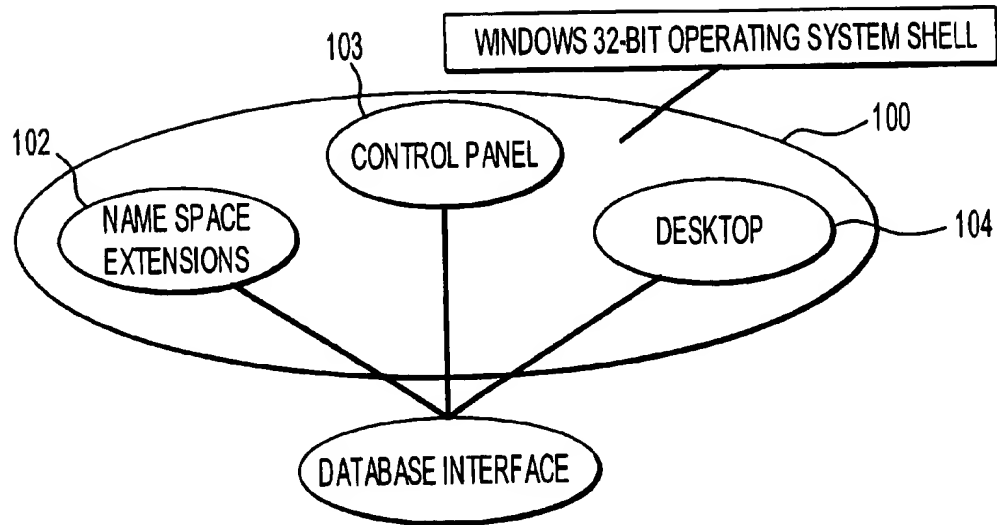 WINDOWS 32-BIT OPERATING SYSTEM SHELL
103
100
102
CONTROL PANEL
NAME SPACE
EXTENSIONS
DESKTOP
104
DATABASE INTERFACE